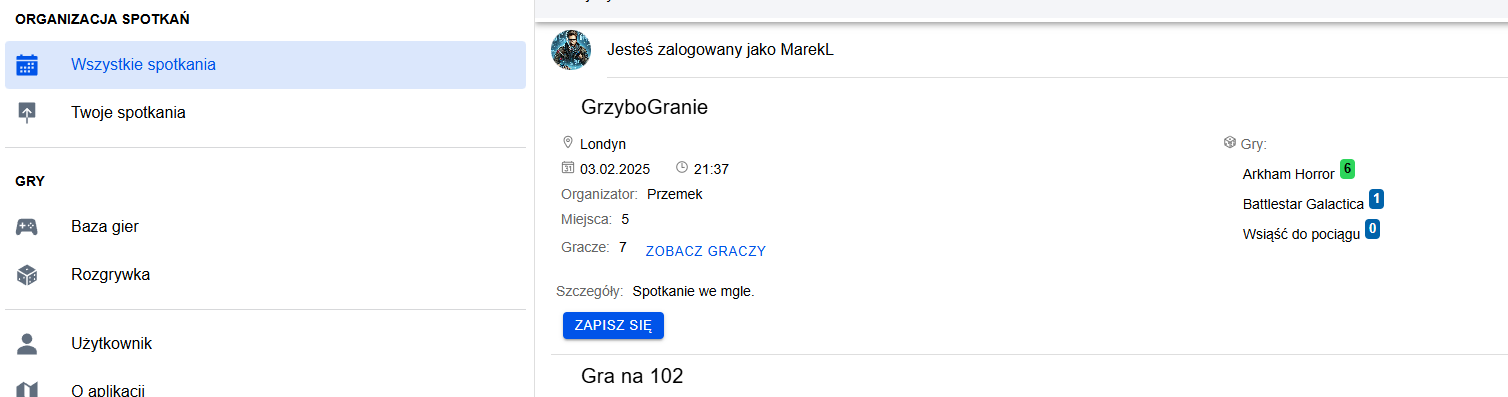 ORGANIZACJA SPOTKAŃ
Wszystkie spotkania
Twoje spotkania
GRY
Baza gier
Rozgrywka
Użytkownik
O aplikacji
Jesteś zalogowany jako MarekL
GrzyboGranie
Londyn
31 03.02.2025 21:37
Organizator: Przemek
Miejsca: 5
Gracze: 7 ZOBACZ GRACZY
Gry:
Arkham Horror 6
Battlestar Galactica 1
Wsiąść do pociągu 0
Szczegóły: Spotkanie we mgle.
ZAPISZ SIĘ
Gra na 102